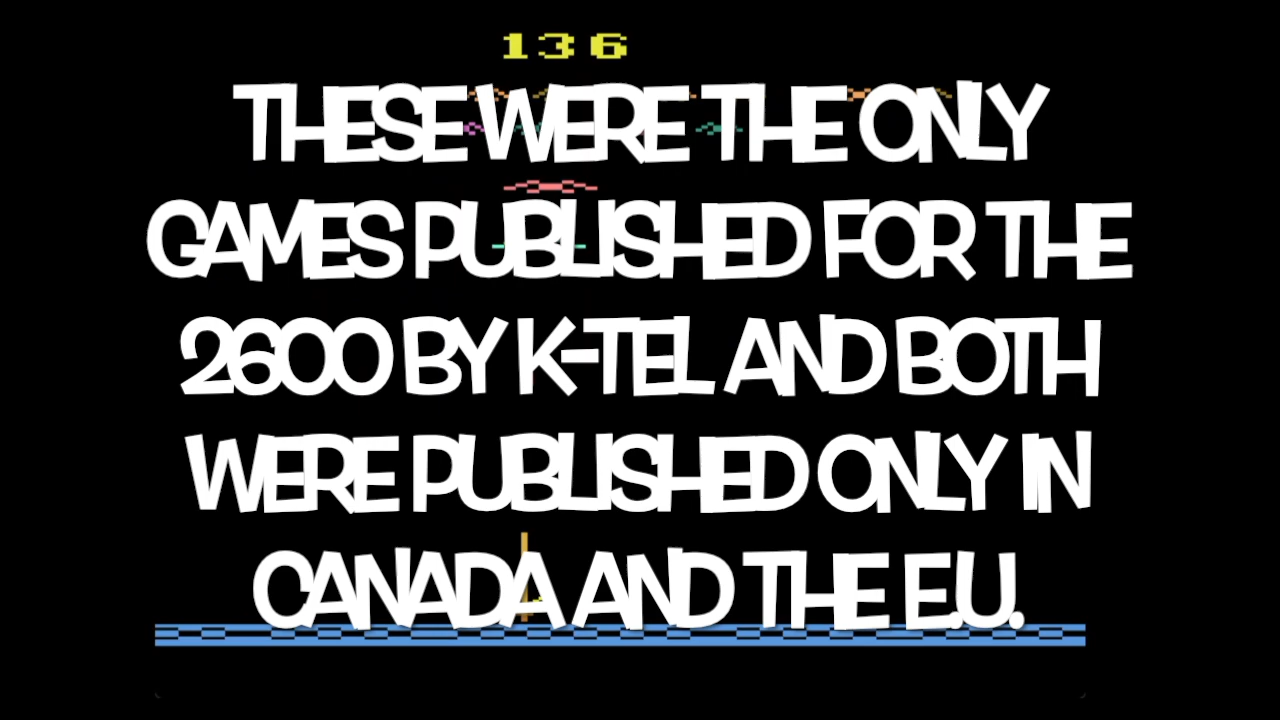 136
THESE WERE THE ONLY
GAMES PUBLISHED FOR THE
2600 BY K-TEL AND BOTH
WERE PUBLISHED ONLY IN
CANADA AND THE E.U.